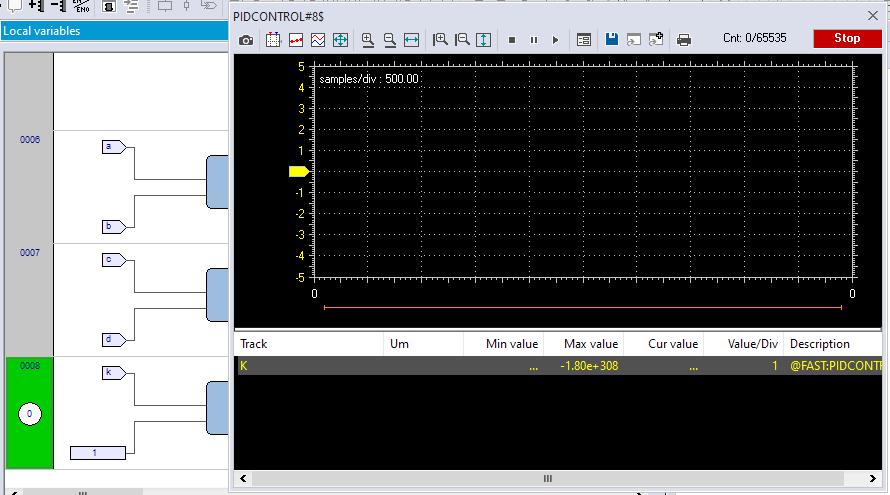 EN/
ENO
Local variables
PIDCONTROL#8$
Cnt: 0/65535
Stop
samples/div : 500.00
5
4
3
2
1
-1
-2
-3
-4
-5
0
0
0006
a
b
0007
c
d
0008
k
0
1
Track Um Min value Max value Cur value Value/Div Description
K ... -1.80e+308 ... 1 @FAST:PIDCONTR